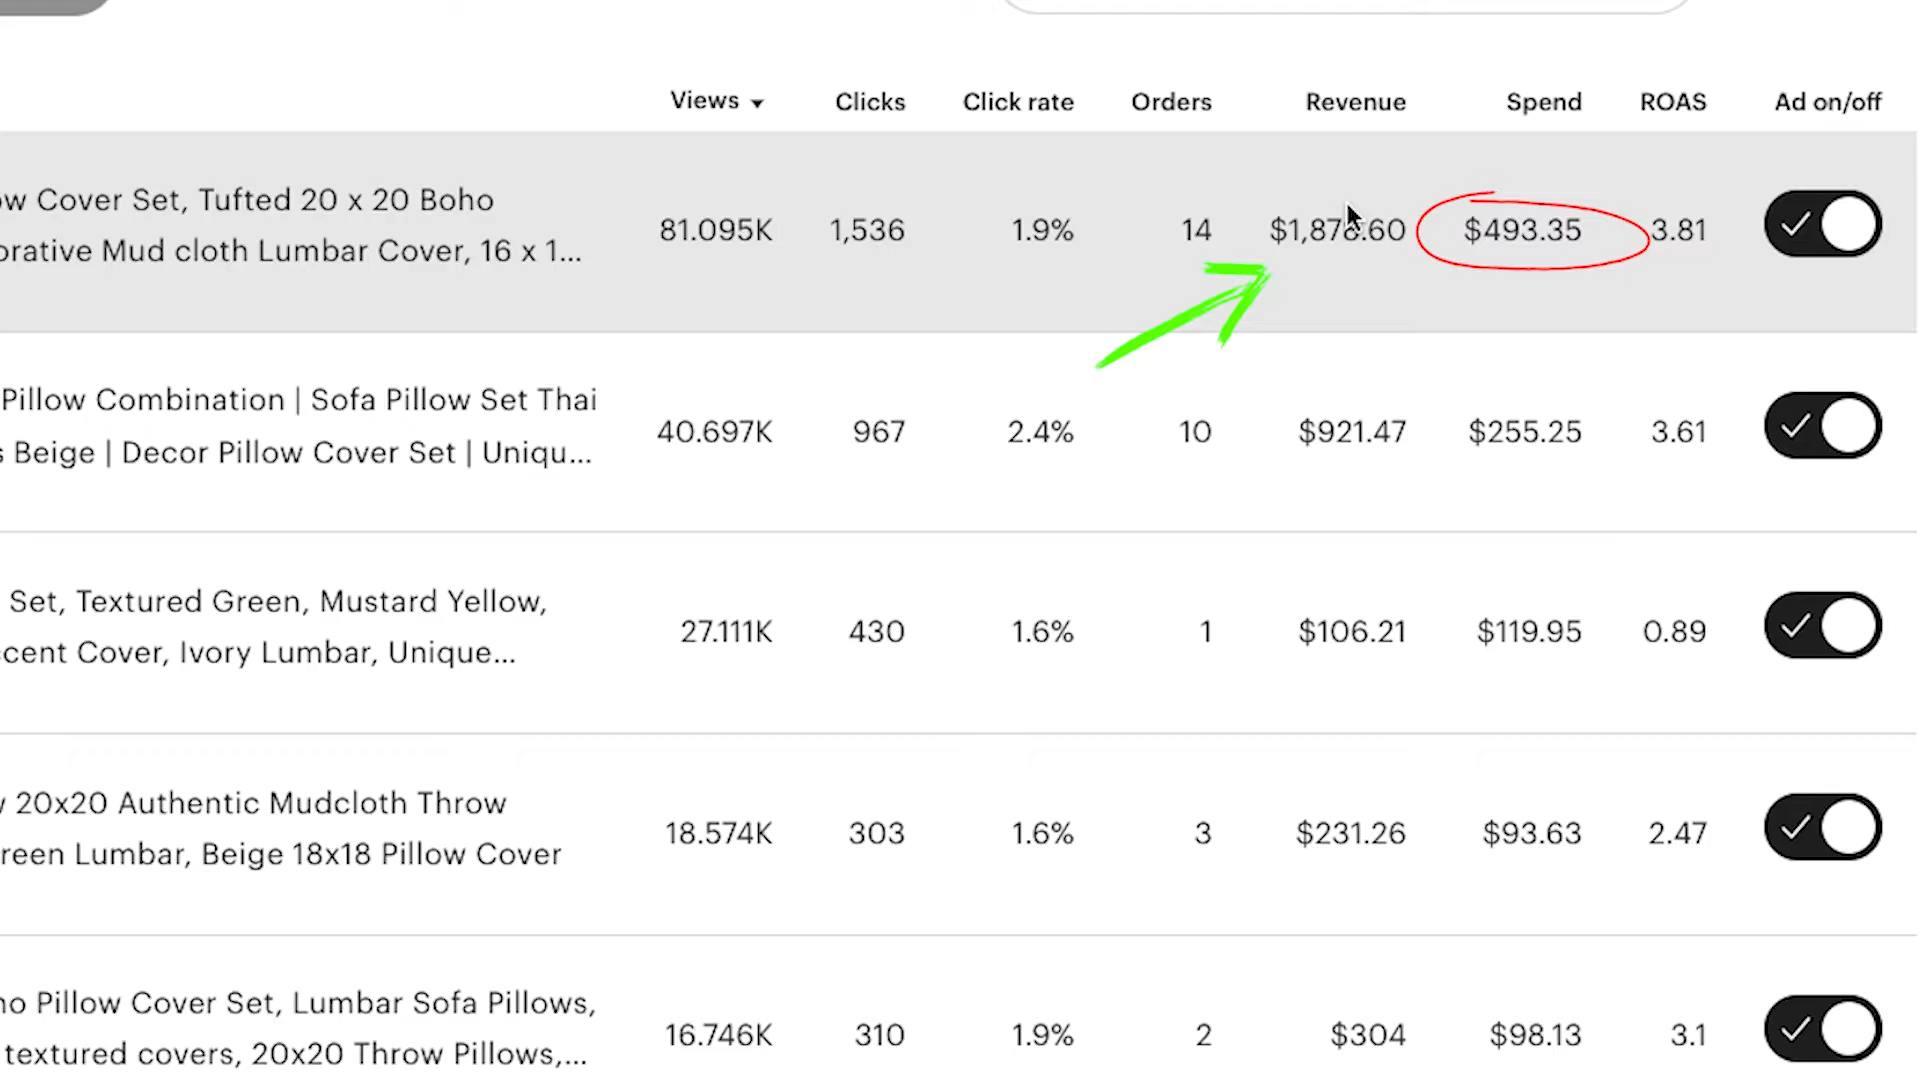 Views Clicks Click rate Orders Revenue Spend ROAS Ad on/off
ow Cover Set, Tufted 20 x 20 Boho
orative Mud cloth Lumbar Cover, 16 x 1...
81.095K 1,536 1.9% 14 $1,878.60 $493.35 3.81
Pillow Combination | Sofa Pillow Set Thai
s Beige | Decor Pillow Cover Set | Uniqu...
40.697K 967 2.4% 10 $921.47 $255.25 3.61
Set, Textured Green, Mustard Yellow,
ccent Cover, Ivory Lumbar, Unique...
27.111K 430 1.6% 1 $106.21 $119.95 0.89
w 20x20 Authentic Mudcloth Throw
reen Lumbar, Beige 18x18 Pillow Cover
18.574K 303 1.6% 3 $231.26 $93.63 2.47
ho Pillow Cover Set, Lumbar Sofa Pillows,
textured covers, 20x20 Throw Pillows,...
16.746K 310 1.9% 2 $304 $98.13 3.1